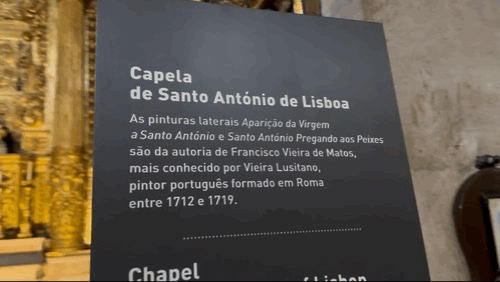 Capela
de Santo António de Lisboa
As pinturas laterais Aparição da Virgem
a Santo António e Santo António Pregando aos Peixes
são da autoria de Francisco Vieira de Matos,
mais conhecido por Vieira Lusitano,
pintor português formado em Roma
entre 1712 e 1719.
Chapel
of Lisbon